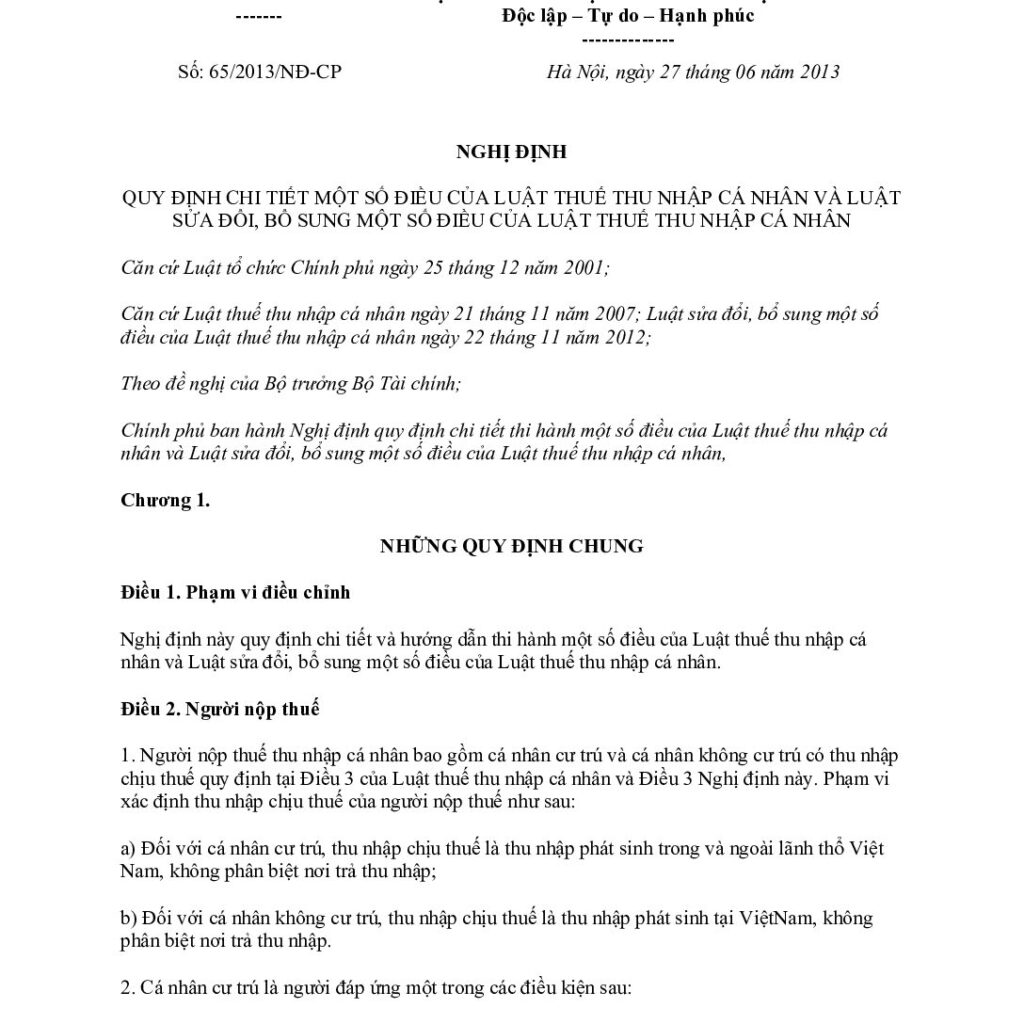 ------- Độc lập – Tự do – Hạnh phúc
--------------
Số: 65/2013/NĐ-CP Hà Nội, ngày 27 tháng 06 năm 2013
NGHỊ ĐỊNH
QUY ĐỊNH CHI TIẾT MỘT SỐ ĐIỀU CỦA LUẬT THUẾ THU NHẬP CÁ NHÂN VÀ LUẬT
SỬA ĐỔI, BỔ SUNG MỘT SỐ ĐIỀU CỦA LUẬT THUẾ THU NHẬP CÁ NHÂN
Căn cứ Luật tổ chức Chính phủ ngày 25 tháng 12 năm 2001;
Căn cứ Luật thuế thu nhập cá nhân ngày 21 tháng 11 năm 2007; Luật sửa đổi, bổ sung một số
điều của Luật thuế thu nhập cá nhân ngày 22 tháng 11 năm 2012;
Theo đề nghị của Bộ trưởng Bộ Tài chính;
Chính phủ ban hành Nghị định quy định chi tiết thi hành một số điều của Luật thuế thu nhập cá
nhân và Luật sửa đổi, bổ sung một số điều của Luật thuế thu nhập cá nhân,
Chương 1.
NHỮNG QUY ĐỊNH CHUNG
Điều 1. Phạm vi điều chỉnh
Nghị định này quy định chi tiết và hướng dẫn thi hành một số điều của Luật thuế thu nhập cá
nhân và Luật sửa đổi, bổ sung một số điều của Luật thuế thu nhập cá nhân.
Điều 2. Người nộp thuế
1. Người nộp thuế thu nhập cá nhân bao gồm cá nhân cư trú và cá nhân không cư trú có thu nhập
chịu thuế quy định tại Điều 3 của Luật thuế thu nhập cá nhân và Điều 3 Nghị định này. Phạm vi
xác định thu nhập chịu thuế của người nộp thuế như sau:
a) Đối với cá nhân cư trú, thu nhập chịu thuế là thu nhập phát sinh trong và ngoài lãnh thổ Việt
Nam, không phân biệt nơi trả thu nhập;
b) Đối với cá nhân không cư trú, thu nhập chịu thuế là thu nhập phát sinh tại ViệtNam, không
phân biệt nơi trả thu nhập.
2. Cá nhân cư trú là người đáp ứng một trong các điều kiện sau: